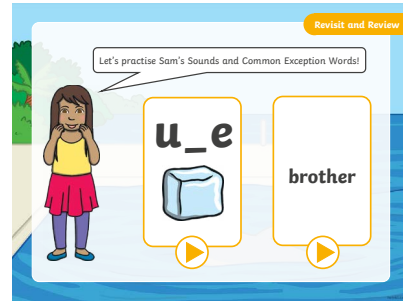 Revisit and Review
Let's practise Sam's Sounds and Common Exception Words!
u_e
brother